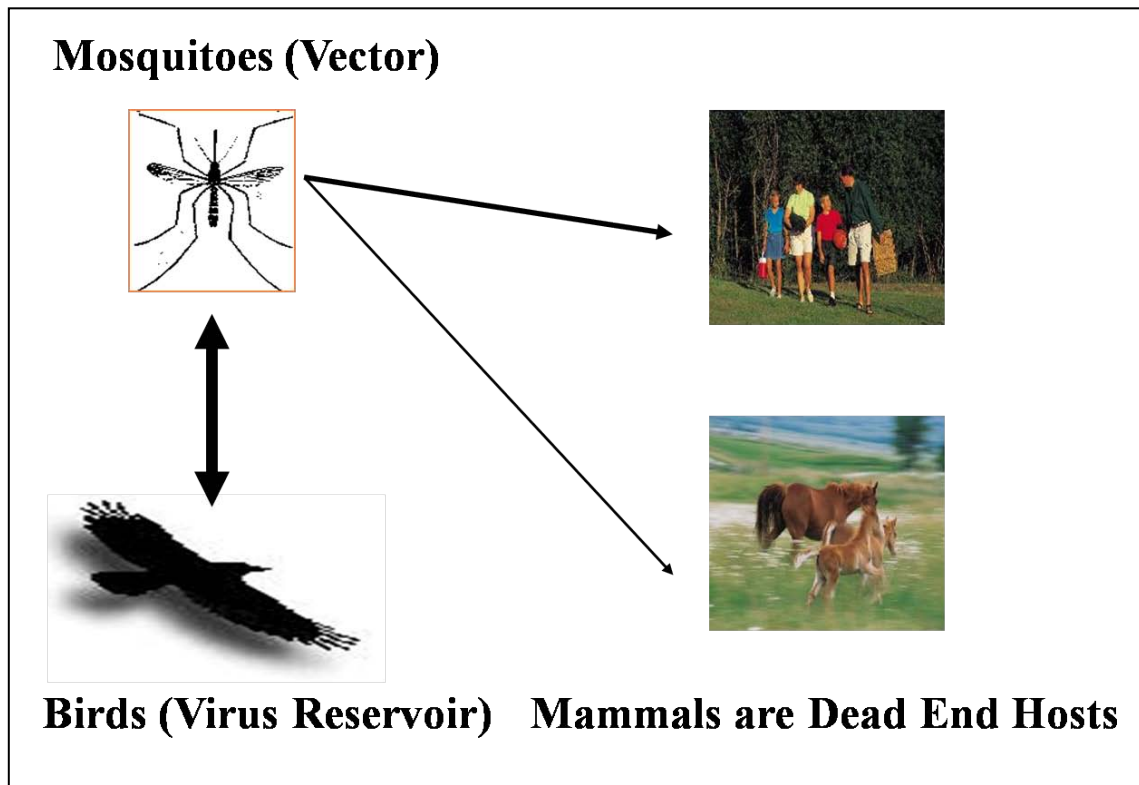 Mosquitoes (Vector)
Birds (Virus Reservoir)
Mammals are Dead End Hosts